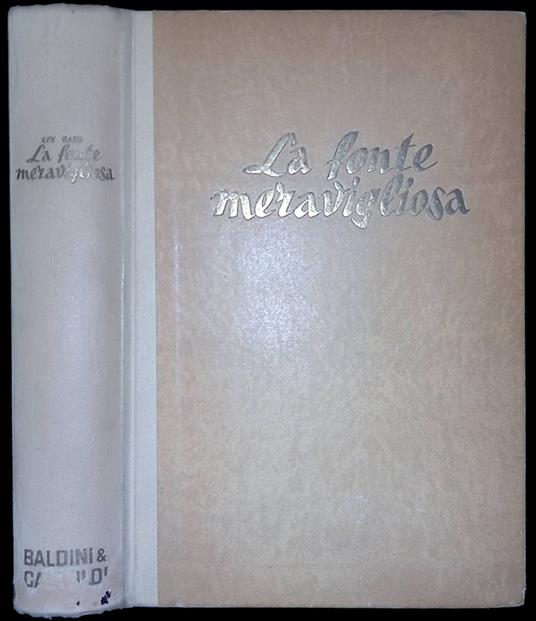 AYN RAND
La fonte
meravigliosa
BALDINI &
La fonte
meravigliosa